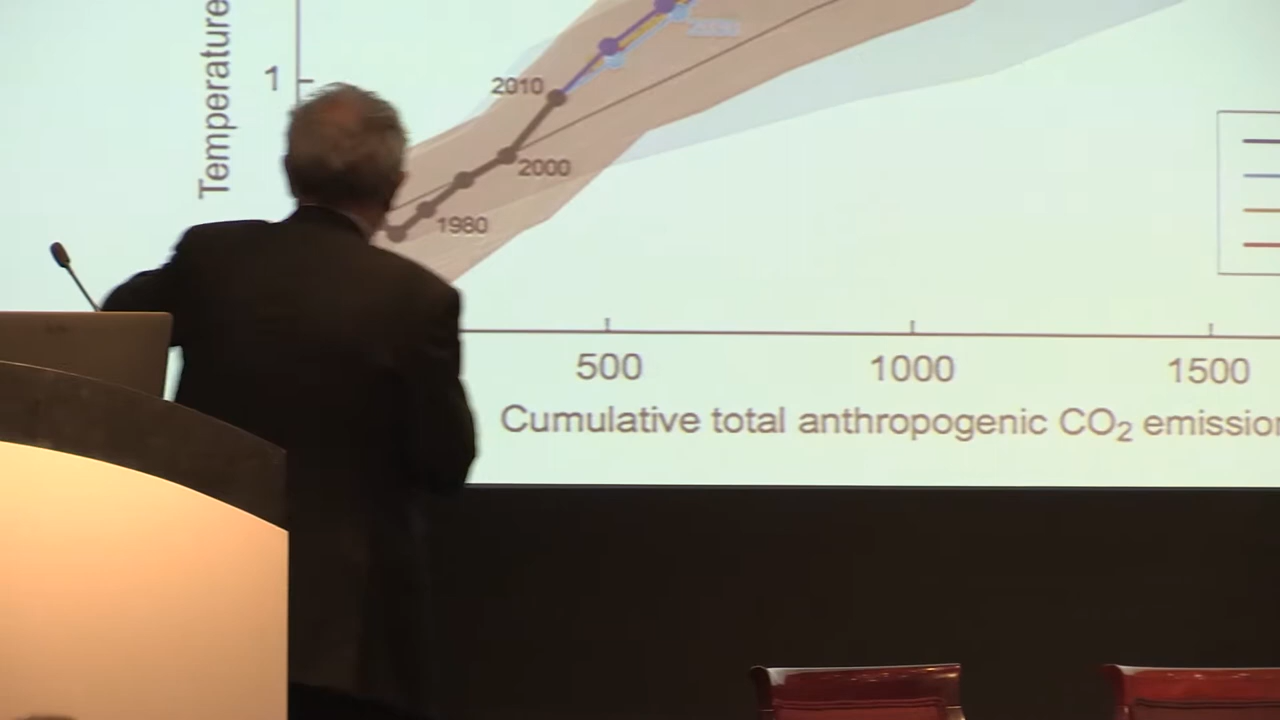 Temperature
1
2010
2000
1980
500 1000 1500
Cumulative total anthropogenic CO₂ emission